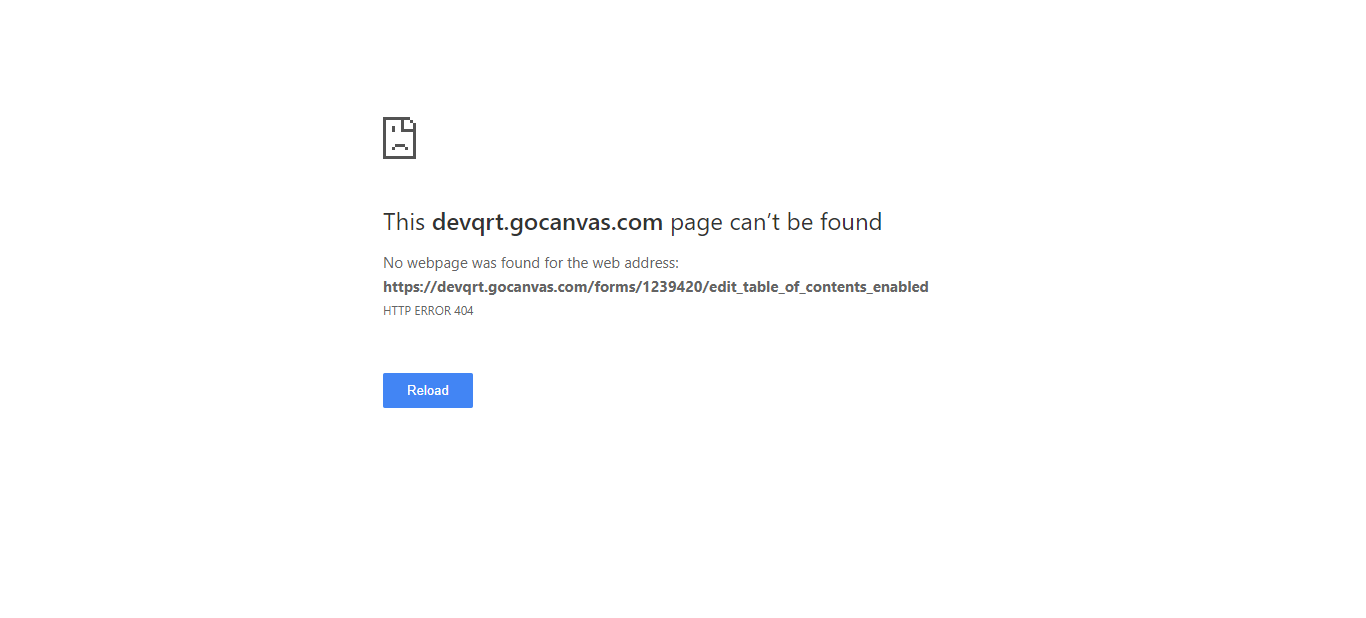 This devqrt.gocanvas.com page can’t be found
No webpage was found for the web address:
https://devqrt.gocanvas.com/forms/1239420/edit_table_of_contents_enabled
HTTP ERROR 404
Reload